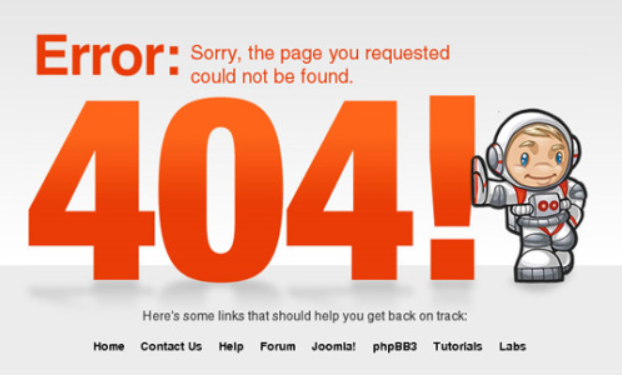 Error: Sorry, the page you requested
could not be found.
404!
Here's some links that should help you get back on track:
Home Contact Us Help Forum Joomla! phpBB3 Tutorials Labs